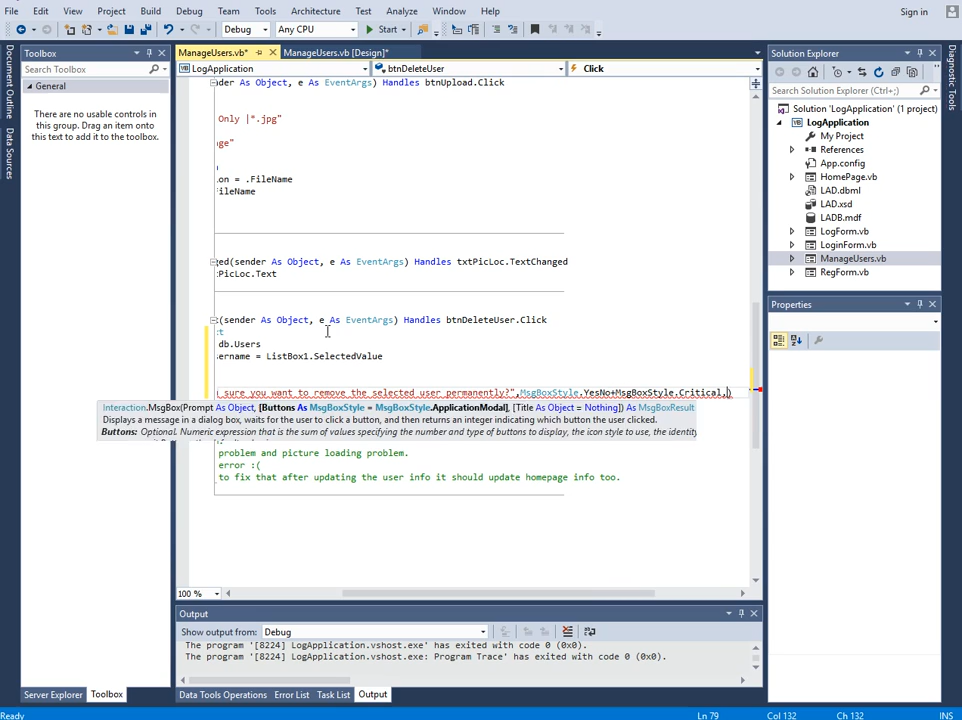 File Edit View Project Build Debug Team Tools Architecture Test Analyze Window Help Sign in
Debug Any CPU Start
Document Outline
Data Sources
Toolbox
Search Toolbox
General
There are no usable controls in
this group. Drag an item onto
this text to add it to the toolbox.
Server Explorer Toolbox
ManageUsers.vb* ManageUsers.vb [Design]*
LogApplication btnDeleteUser Click
der As Object, e As EventArgs) Handles btnUpload.Click
Only |*.jpg"
ge"
n
on = .FileName
FileName
ged(sender As Object, e As EventArgs) Handles txtPicLoc.TextChanged
tPicLoc.Text
(sender As Object, e As EventArgs) Handles btnDeleteUser.Click
t
db.Users
ername = ListBox1.SelectedValue
sure you want to remove the selected user permanently?",MsgBoxStyle.YesNo+MsgBoxStyle.Critical,)
Interaction.MsgBox(Prompt As Object, [Buttons As MsgBoxStyle = MsgBoxStyle.ApplicationModal], [Title As Object = Nothing]) As MsgBoxResult
Displays a message in a dialog box, waits for the user to click a button, and then returns an integer indicating which button the user clicked.
Buttons: Optional. Numeric expression that is the sum of values specifying the number and type of buttons to display, the icon style to use, the identity
problem and picture loading problem.
error :(
to fix that after updating the user info it should update homepage info too.
100 %
Output
Show output from: Debug
The program '[8224] LogApplication.vshost.exe' has exited with code 0 (0x0).
The program '[8224] LogApplication.vshost.exe: Program Trace' has exited with code 0 (0x0).
Data Tools Operations Error List Task List Output
Solution Explorer
Search Solution Explorer (Ctrl+;)
Solution 'LogApplication' (1 project)
LogApplication
My Project
References
App.config
HomePage.vb
LAD.dbml
LAD.xsd
LADB.mdf
LogForm.vb
LoginForm.vb
ManageUsers.vb
RegForm.vb
Properties
Diagnostic Tools
Ready Ln 79 Col 132 Ch 132 INS